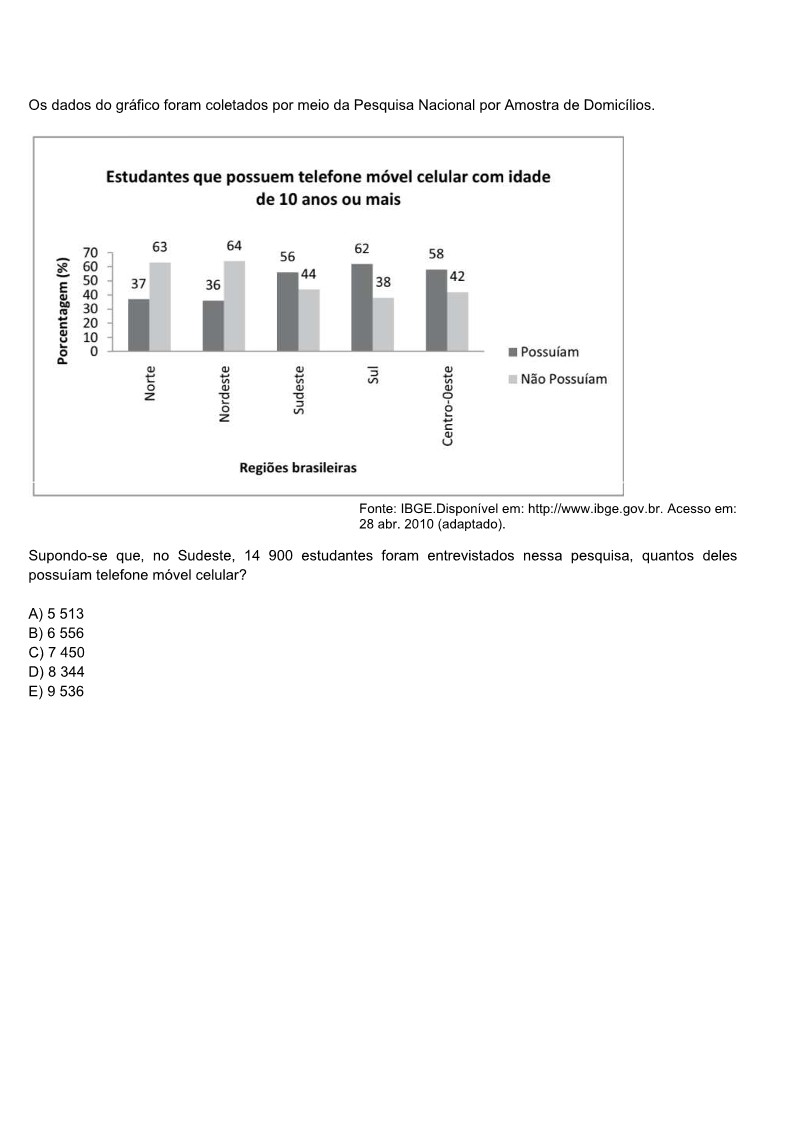 Os dados do gráfico foram coletados por meio da Pesquisa Nacional por Amostra de Domicílios.
Estudantes que possuem telefone móvel celular com idade
de 10 anos ou mais
Porcentagem (%)
70
60
50
40
30
20
10
0
37
63
36
64
56
44
62
38
58
42
Norte
Nordeste
Sudeste
Sul
Centro-0este
Possuíam
Não Possuíam
Regiões brasileiras
Fonte: IBGE.Disponível em: http://www.ibge.gov.br. Acesso em:
28 abr. 2010 (adaptado).
Supondo-se que, no Sudeste, 14 900 estudantes foram entrevistados nessa pesquisa, quantos deles
possuíam telefone móvel celular?
A) 5 513
B) 6 556
C) 7 450
D) 8 344
E) 9 536